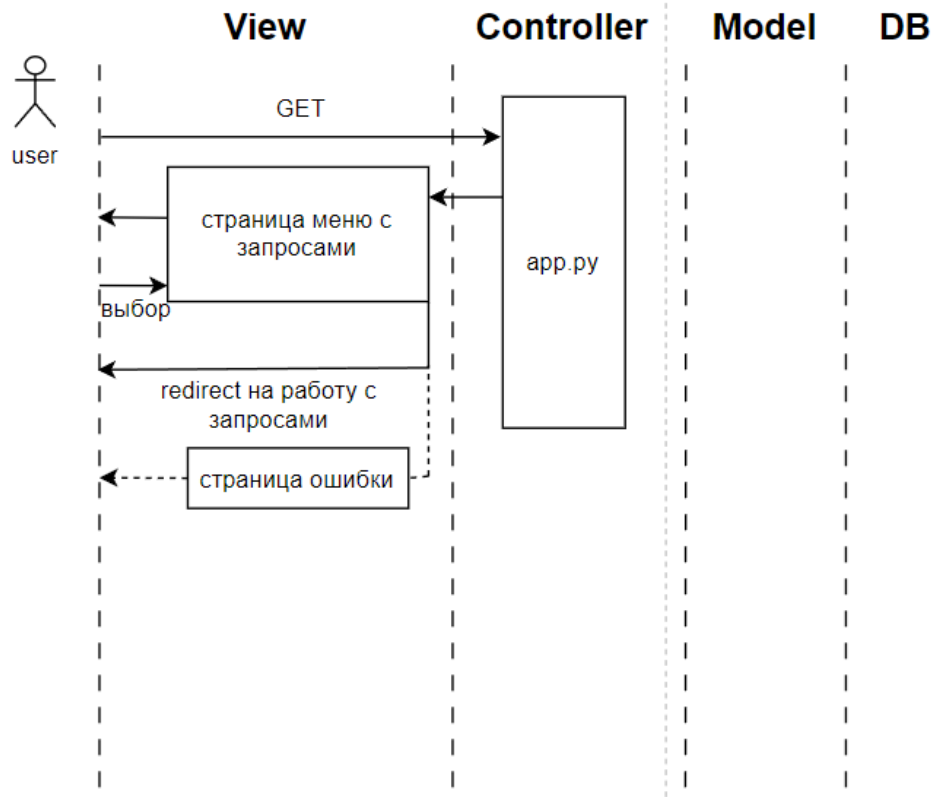 View
Controller
Model
DB
user
GET
страница меню с
запросами
app.py
выбор
redirect на работу с
запросами
страница ошибки